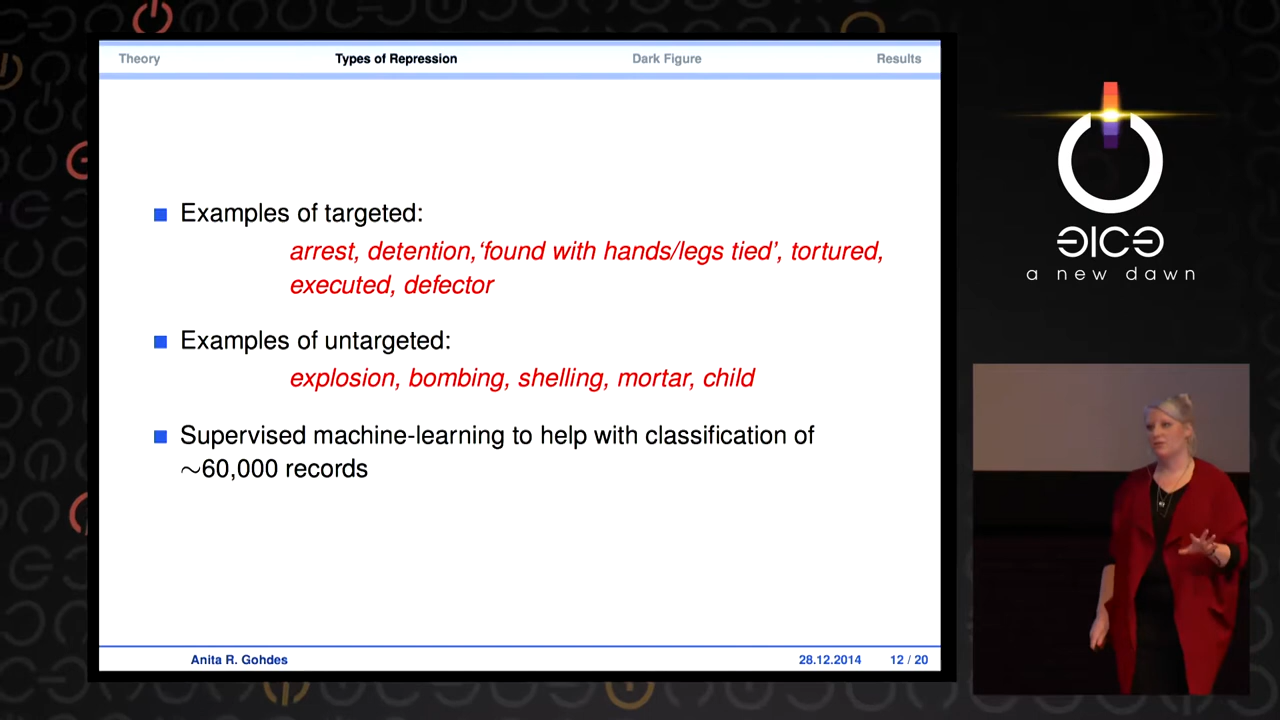 Theory
Types of Repression
Dark Figure
Results
Examples of targeted:
arrest, detention,‘found with hands/legs tied’, tortured,
executed, defector
Examples of untargeted:
explosion, bombing, shelling, mortar, child
Supervised machine-learning to help with classification of
∼60,000 records
Anita R. Gohdes
28.12.2014
12 / 20
a new dawn